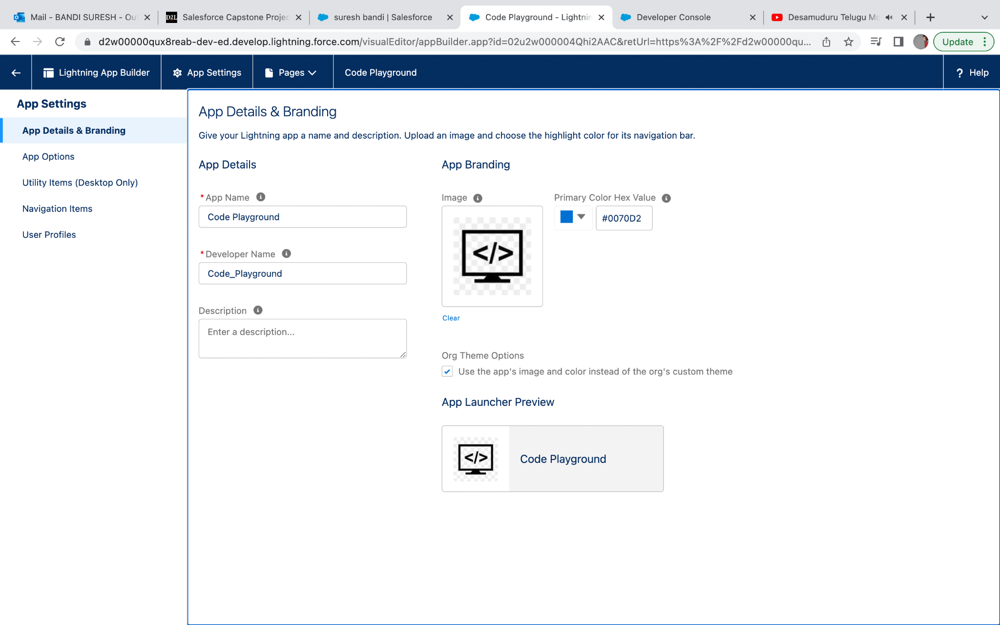 Mail - BANDI SURESH - Ou
D2L
Salesforce Capstone Projec
suresh bandi | Salesforce
Code Playground - Lightnin
Developer Console
Desamuduru Telugu Mo
d2w00000qux8reab-dev-ed.develop.lightning.force.com/visualEditor/appBuilder.app?id=02u2w000004Qhi2AAC&retUrl=https%3A%2F%2Fd2w00000qu...
Update
Lightning App Builder
App Settings
Pages
Code Playground
? Help
App Settings
App Details & Branding
App Options
Utility Items (Desktop Only)
Navigation Items
User Profiles
App Details & Branding
Give your Lightning app a name and description. Upload an image and choose the highlight color for its navigation bar.
App Details
* App Name
Code Playground
* Developer Name
Code_Playground
Description
Enter a description...
App Branding
Image
</>
Clear
Primary Color Hex Value
#0070D2
Org Theme Options
Use the app's image and color instead of the org's custom theme
App Launcher Preview
</>
Code Playground